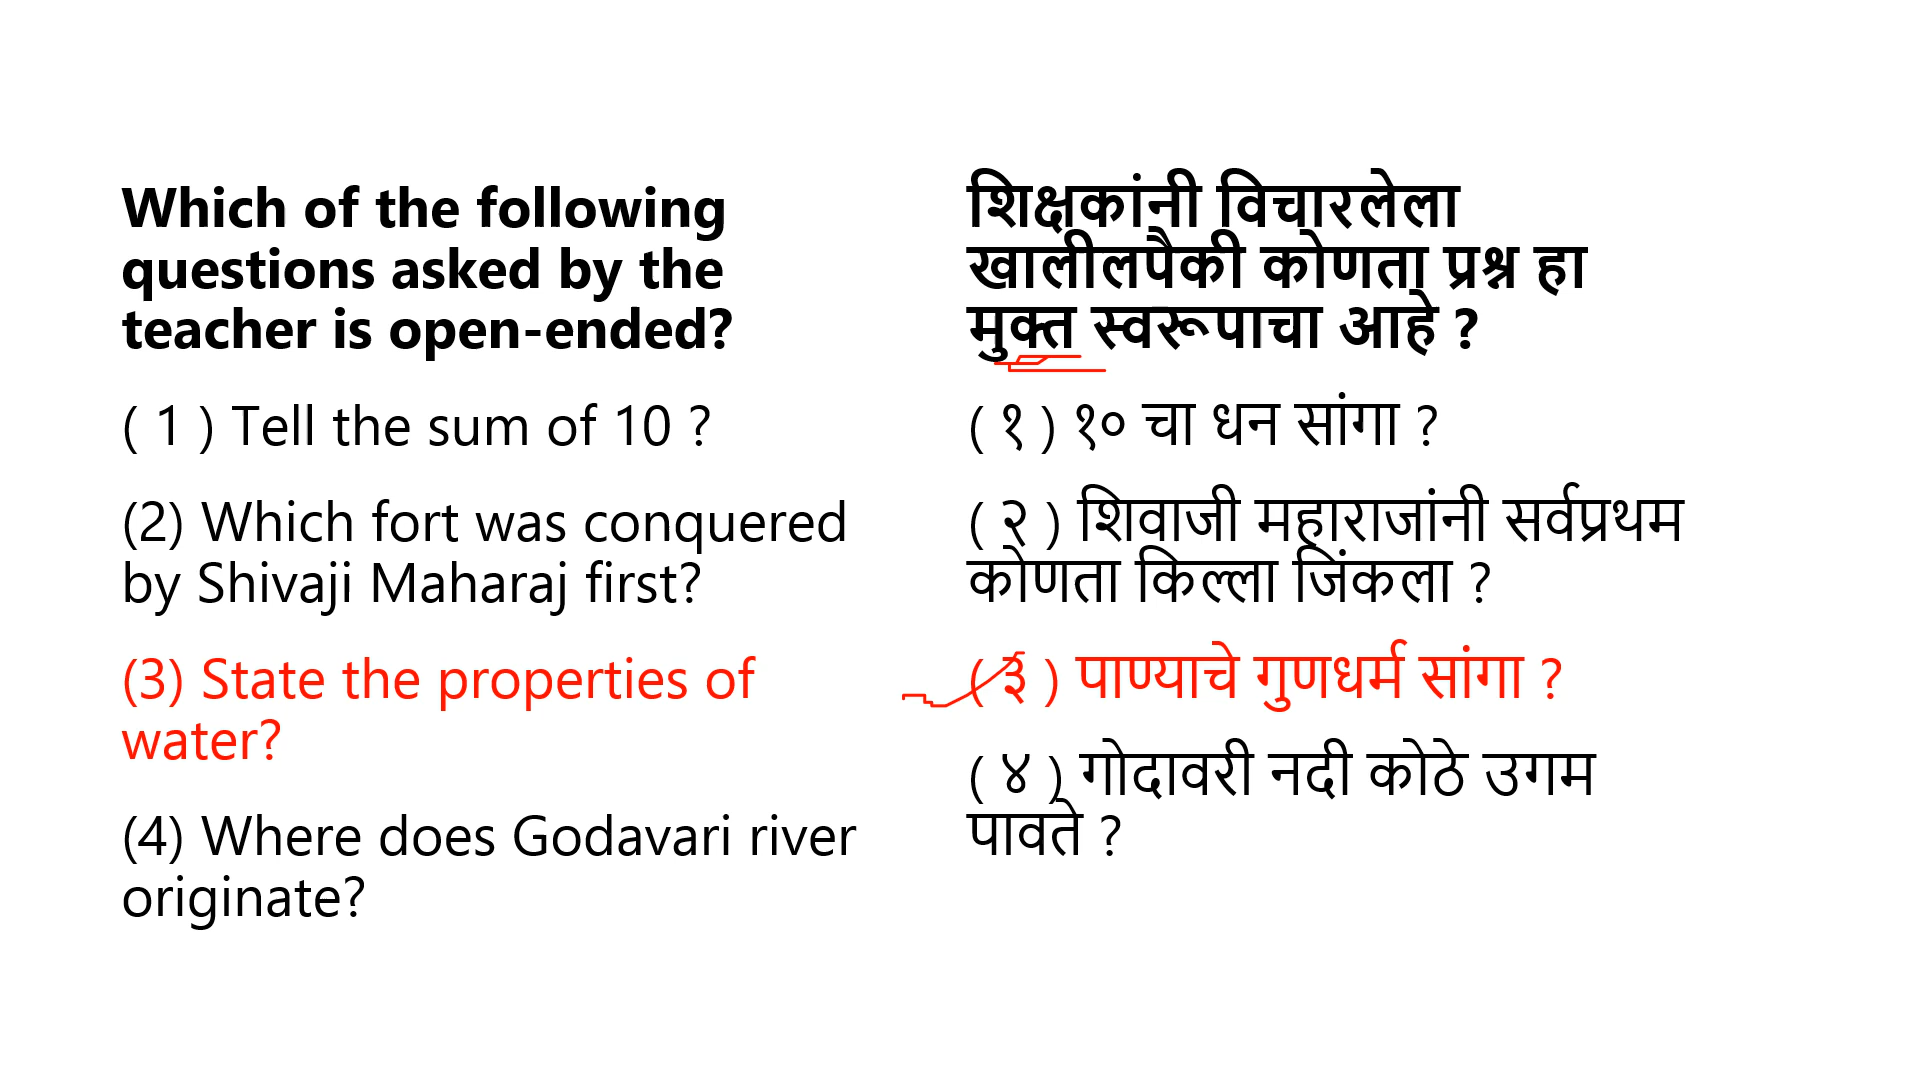 Which of the following
questions asked by the
teacher is open-ended?
( 1 ) Tell the sum of 10 ?
(2) Which fort was conquered
by Shivaji Maharaj first?
(3) State the properties of
water?
(4) Where does Godavari river
originate?
शिक्षकांनी विचारलेला
खालीलपैकी कोणता प्रश्न हा
मुक्त स्वरूपाचा आहे ?
( १ ) १० चा धन सांगा ?
( २ ) शिवाजी महाराजांनी सर्वप्रथम
कोणता किल्ला जिंकला ?
( ३ ) पाण्याचे गुणधर्म सांगा ?
( ४ ) गोदावरी नदी कोठे उगम
पावते ?